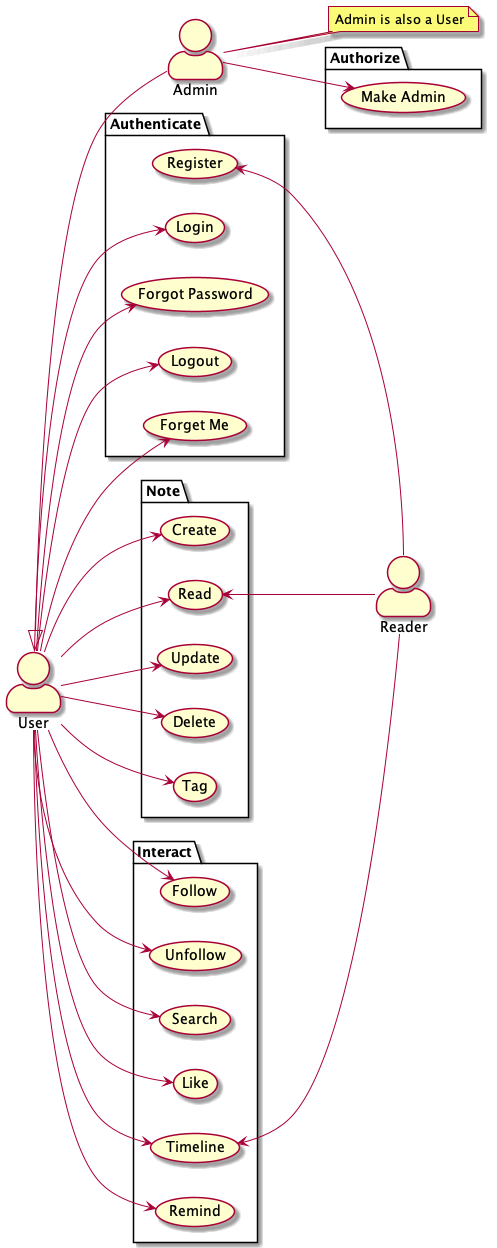 Admin is also a User
Admin
Authorize
Make Admin
Authenticate
Register
Login
Forgot Password
Logout
Forget Me
Note
Create
Read
Update
Delete
Tag
Reader
User
Interact
Follow
Unfollow
Search
Like
Timeline
Remind